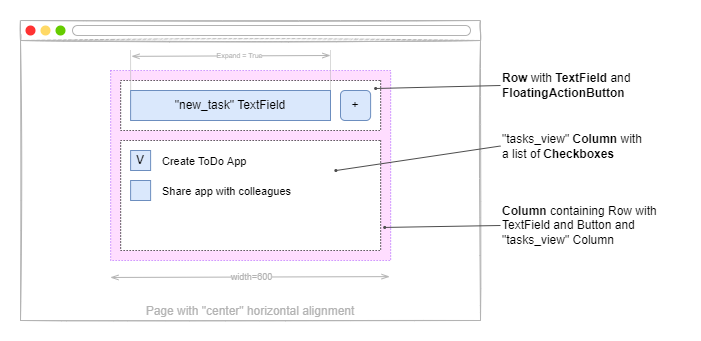 Expand = True
Row with TextField and
FloatingActionButton
"new_task" TextField
+
"tasks_view" Column with
a list of Checkboxes
V
Create ToDo App
Share app with colleagues
Column containing Row with
TextField and Button and
"tasks_view" Column
width=600
Page with "center" horizontal alignment